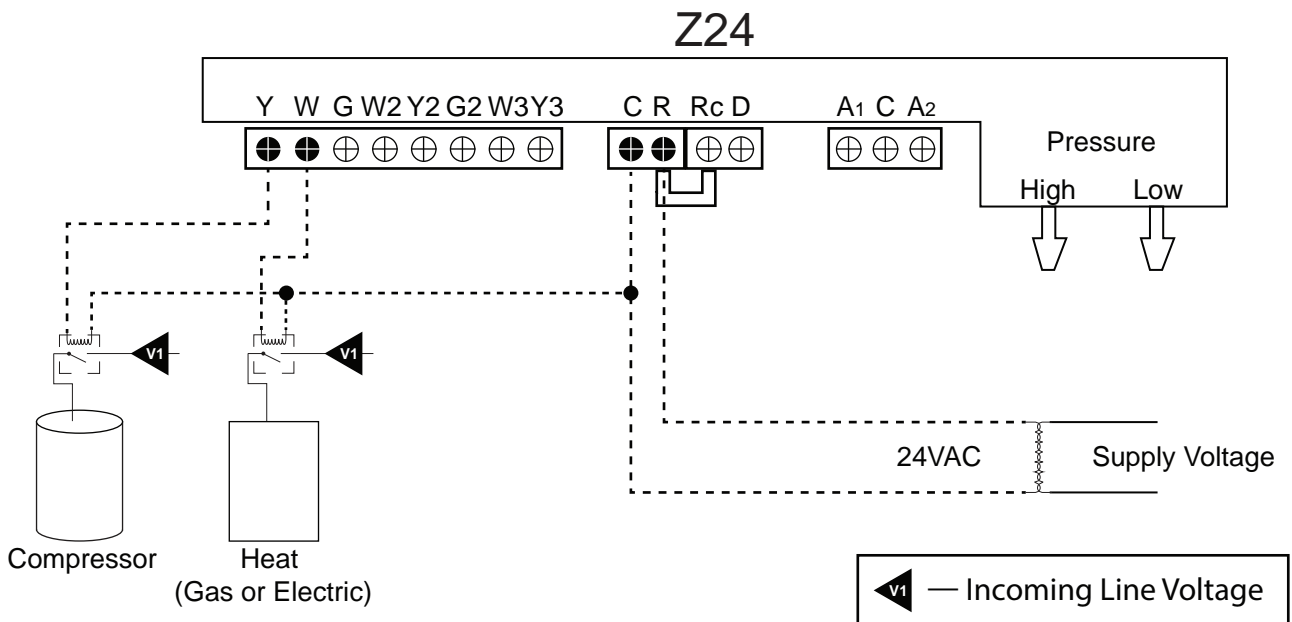 Z24
Y W G W2 Y2 G2 W3 Y3 C R Rc D A1 C A2
Pressure
High Low
V1 V1
24VAC Supply Voltage
Compressor Heat
(Gas or Electric)
V1 — Incoming Line Voltage